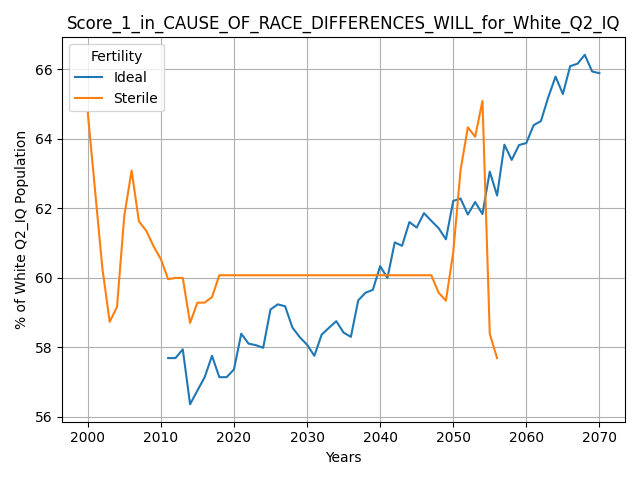 Score_1_in_CAUSE_OF_RACE_DIFFERENCES_WILL_for_White_Q2_IQ
Fertility
Ideal
Sterile
66
64
62
60
58
56
% of White Q2_IQ Population
2000 2010 2020 2030 2040 2050 2060 2070
Years